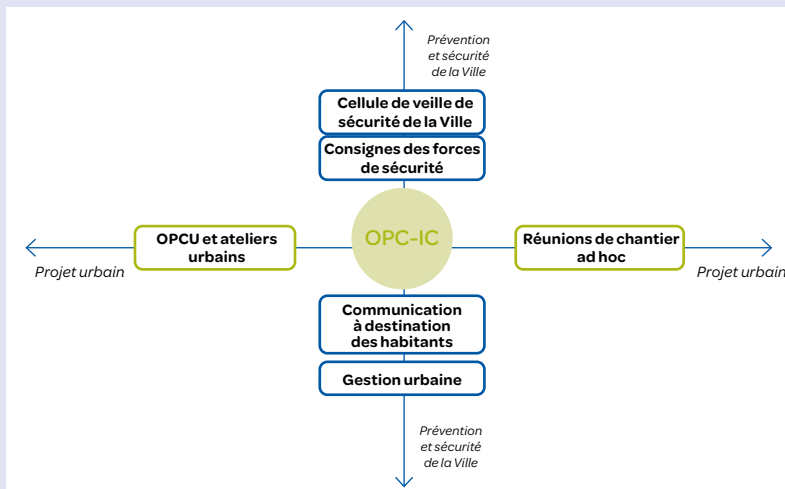 Prévention
et sécurité
de la Ville
Cellule de veille de
sécurité de la Ville
Consignes des forces
de sécurité
OPCU et ateliers
urbains
OPC-IC
Réunions de chantier
ad hoc
Projet urbain
Projet urbain
Communication
à destination
des habitants
Gestion urbaine
Prévention
et sécurité
de la Ville